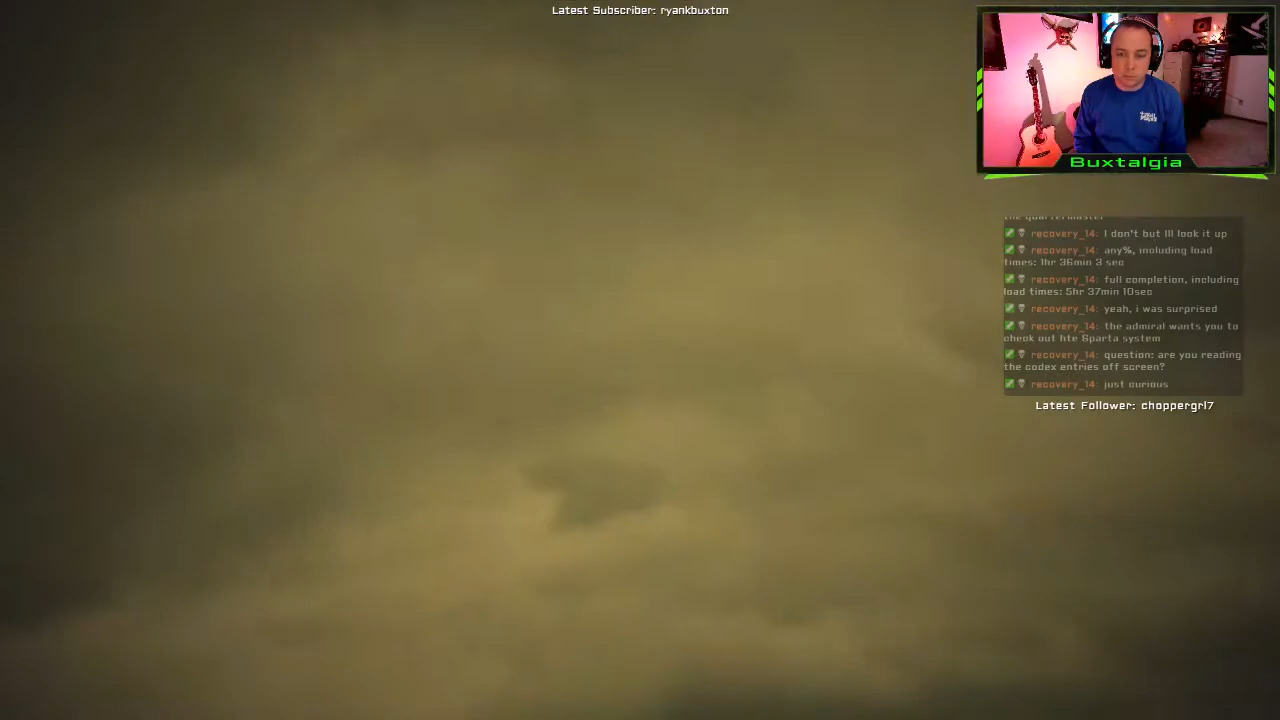 Latest Subscriber: ryankbuxton
Buxtalgia
the quartermaster
recovery_14: I don't but Ill look it up
recovery_14: any%, including load
times: 1hr 36min 3 sec
recovery_14: full completion, including
load times: 5hr 37min 10sec
recovery_14: yeah, i was surprised
recovery_14: the admiral wants you to
check out hte Sparta system
recovery_14: question: are you reading
the codex entries off screen?
recovery_14: just curious
Latest Follower: choppergrl7